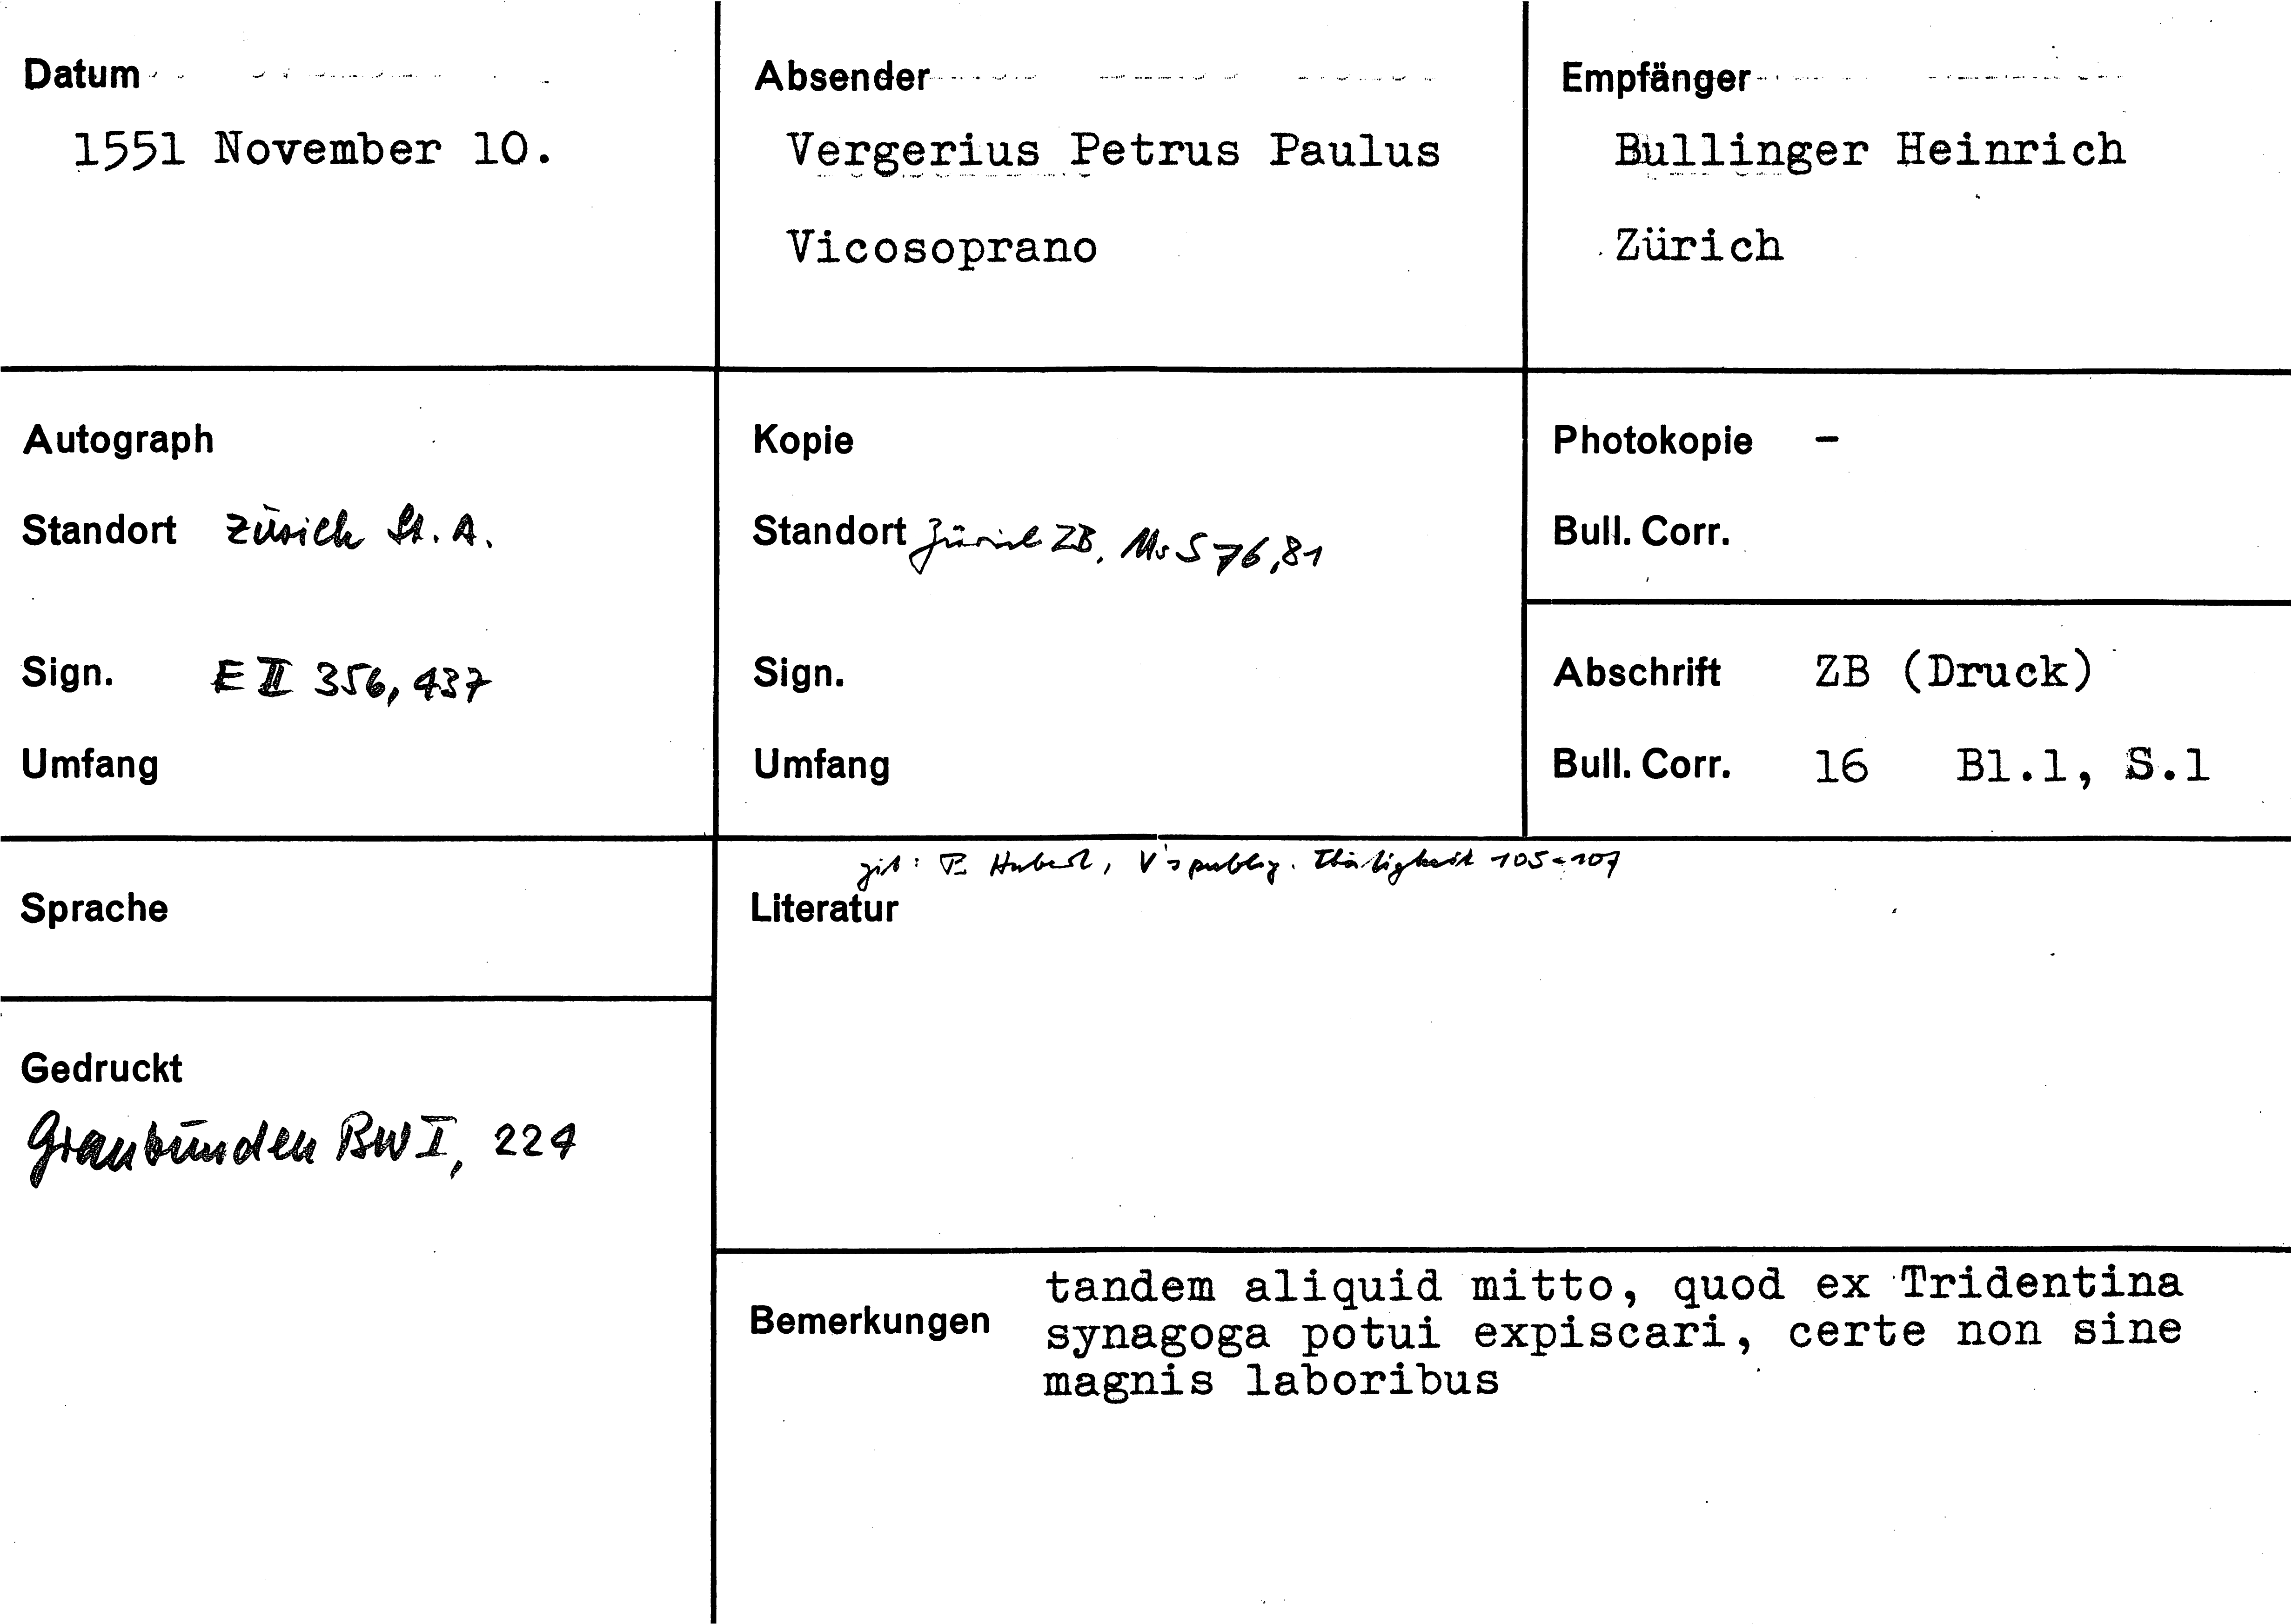 Datum
1551 November 10.
Absender
Vergerius Petrus Paulus
Vicosoprano
Empfänger
Bullinger Heinrich
Zürich
Autograph
Standort Zürich St. A.
Sign. E II 356, 437
Umfang
Kopie
Standort Zürich ZB, Ms S 76,81
Sign.
Umfang
Photokopie –
Bull. Corr.
Abschrift ZB (Druck)
Bull. Corr. 16 Bl.1, S.1
Sprache
Gedruckt
Graubünden BW I, 224
zit: F. Hubert, V's publiz. Thätigkeit 105-107
Literatur
Bemerkungen
tandem aliquid mitto, quod ex Tridentina
synagoga potui expiscari, certe non sine
magnis laboribus